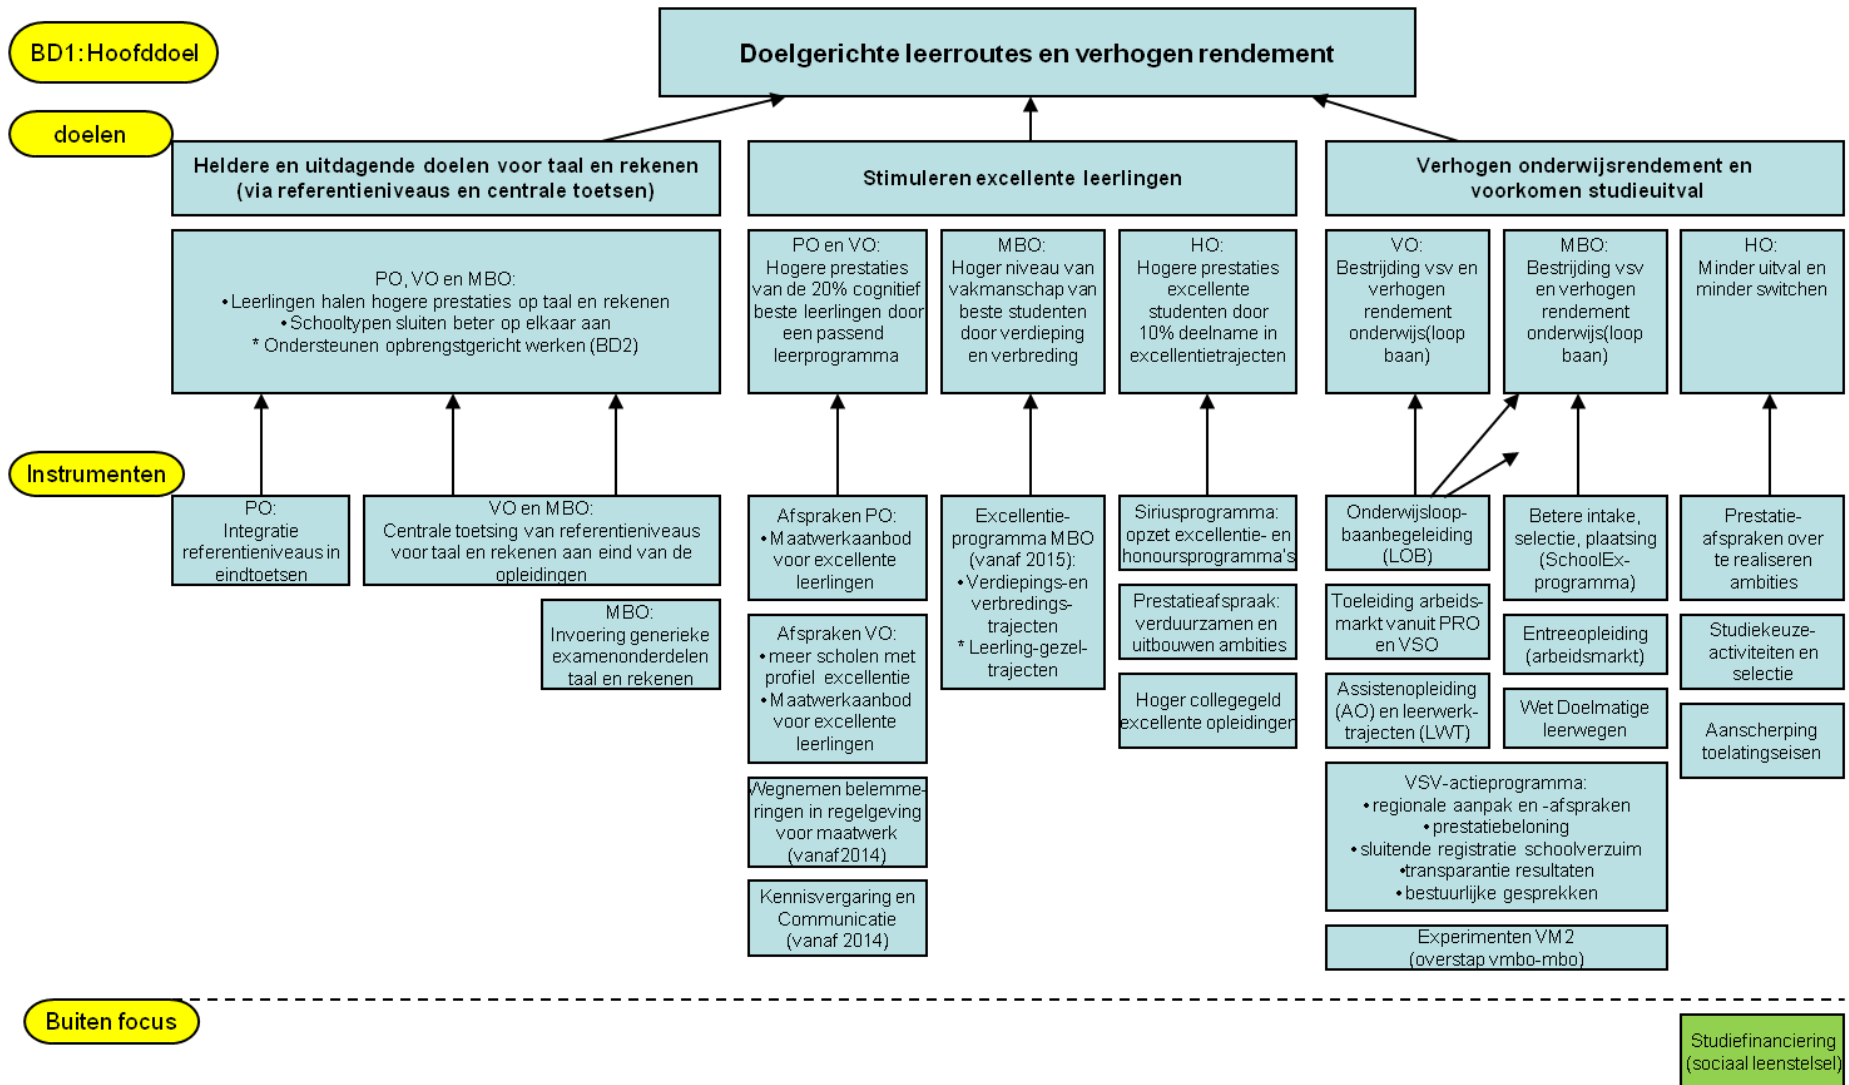 BD1: Hoofddoel
Doelgerichte leerroutes en verhogen rendement
doelen
Heldere en uitdagende doelen voor taal en rekenen
(via referentieniveaus en centrale toetsen)
Stimuleren excellente leerlingen
Verhogen onderwijsrendement en
voorkomen studieuitval
PO, VO en MBO:
•Leerlingen halen hogere prestaties op taal en rekenen
•Schooltypen sluiten beter op elkaar aan
* Ondersteunen opbrengstgericht werken (BD2)
PO en VO:
Hogere prestaties
van de 20% cognitief
beste leerlingen door
een passend
leerprogramma
MBO:
Hoger niveau van
vakmanschap van
beste studenten
door verdieping
en verbreding
HO:
Hogere prestaties
excellente
studenten door
10% deelname in
excellentietrajecten
VO:
Bestrijding vsv en
verhogen
rendement
onderwijs(loop
baan)
MBO:
Bestrijding vsv
en verhogen
rendement
onderwijs(loop
baan)
HO:
Minder uitval en
minder switchen
Instrumenten
PO:
Integratie
referentieniveaus in
eindtoetsen
VO en MBO:
Centrale toetsing van referentieniveaus
voor taal en rekenen aan eind van de
opleidingen
MBO:
Invoering generieke
examenonderdelen
taal en rekenen
Afspraken PO:
•Maatwerkaanbod
voor excellente
leerlingen
Afspraken VO:
•meer scholen met
profiel excellentie
•Maatwerkaanbod
voor excellente
leerlingen
Wegnemen belemme-
ringen in regelgeving
voor maatwerk
(vanaf2014)
Kennisvergaring en
Communicatie
(vanaf 2014)
Excellentie-
programma MBO
(vanaf 2015):
•Verdiepings-en
verbredings-
trajecten
* Leerling-gezel-
trajecten
Siriusprogramma:
opzet excellentie- en
honoursprogramma's
Prestatieafspraak:
verduurzamen en
uitbouwen ambities
Hoger collegegeld
excellente opleidingen
Onderwijsloop-
baanbegeleiding
(LOB)
Toeleiding arbeids-
markt vanuit PRO
en VSO
Assistenopleiding
(AO) en leerwerk-
trajecten (LWT)
Betere intake,
selectie, plaatsing
(SchoolEx-
programma)
Entreeopleiding
(arbeidsmarkt)
Wet Doelmatige
leerwegen
VSV-actieprogramma:
•regionale aanpak en -afspraken
•prestatiebeloning
•sluitende registratie schoolverzuim
•transparantie resultaten
•bestuurlijke gesprekken
Experimenten VM2
(overstap vmbo-mbo)
Prestatie-
afspraken over
te realiseren
ambities
Studiekeuze-
activiteiten en
selectie
Aanscherping
toelatingseisen
Buiten focus
Studiefinanciering
(sociaal leenstelsel)